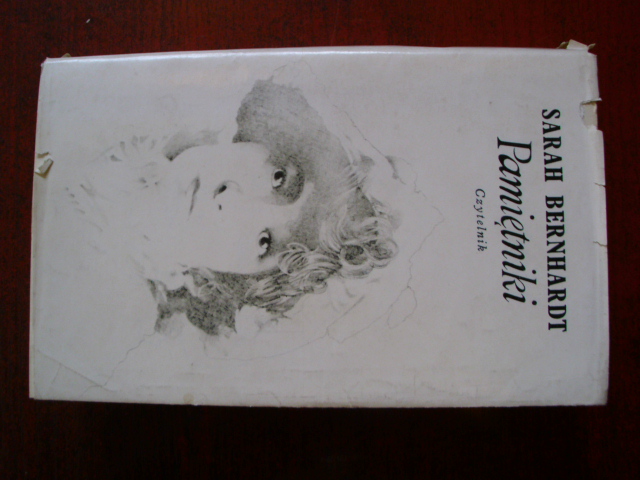 SARAH BERNHARDT
Pamiętniki
Czytelnik